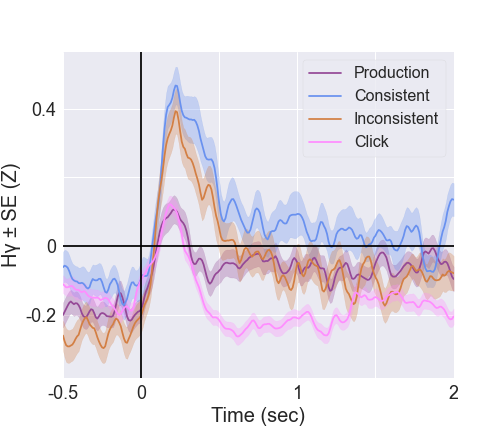 Production
Consistent
Inconsistent
Click
Hγ ± SE (Z)
0.4
0
-0.2
-0.5
0
1
2
Time (sec)